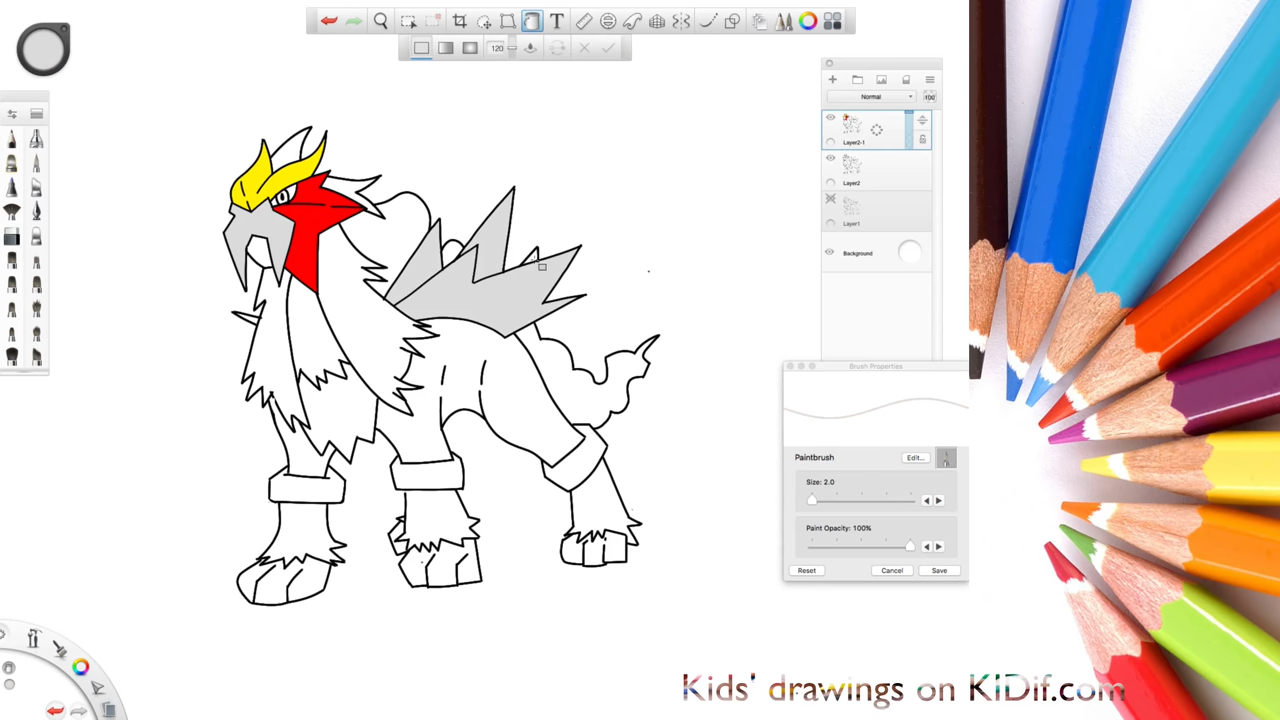 T
120
Normal
100
Layer2-1
Layer2
Layer1
Background
Brush Properties
Paintbrush
Edit...
Size: 2.0
Paint Opacity: 100%
Reset
Cancel
Save
Kids' drawings on KIDif.com